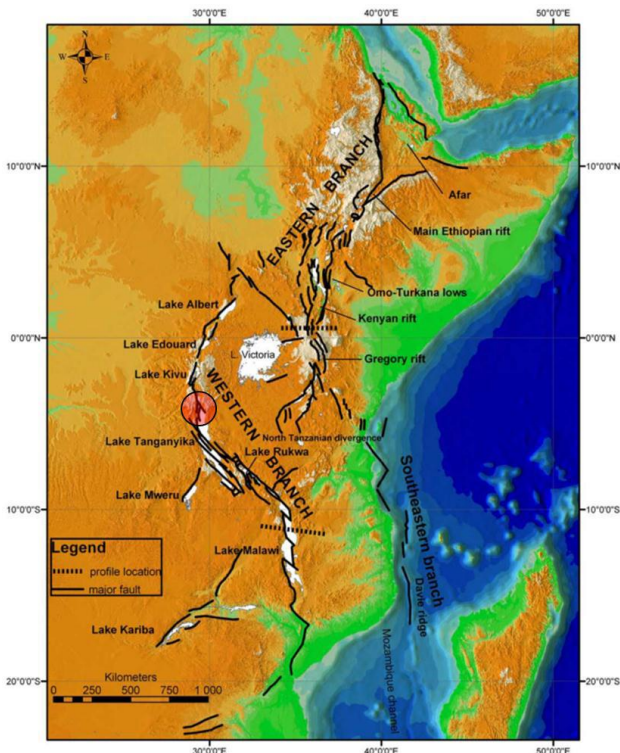 30°0'0"E 40°0'0"E 50°0'0"E
N
W E
S
10°0'0"N 10°0'0"N
Afar
EASTERN BRANCH
Main Ethiopian rift
Omo-Turkana lows
Lake Albert
Kenyan rift
0°0'0"N 0°0'0"N
Lake Edouard
L. Victoria
Gregory rift
Lake Kivu
WESTERN BRANCH
North Tanzanian divergence
Lake Tanganyika
Lake Rukwa
Southeastern branch
Lake Mweru
10°0'0"S 10°0'0"S
Legend
profile location
major fault
Lake Malawi
Davie ridge
Lake Kariba
Mozambique channel
Kilometers
0 250 500 1 000
20°0'0"S 20°0'0"S
30°0'0"E 40°0'0"E 50°0'0"E